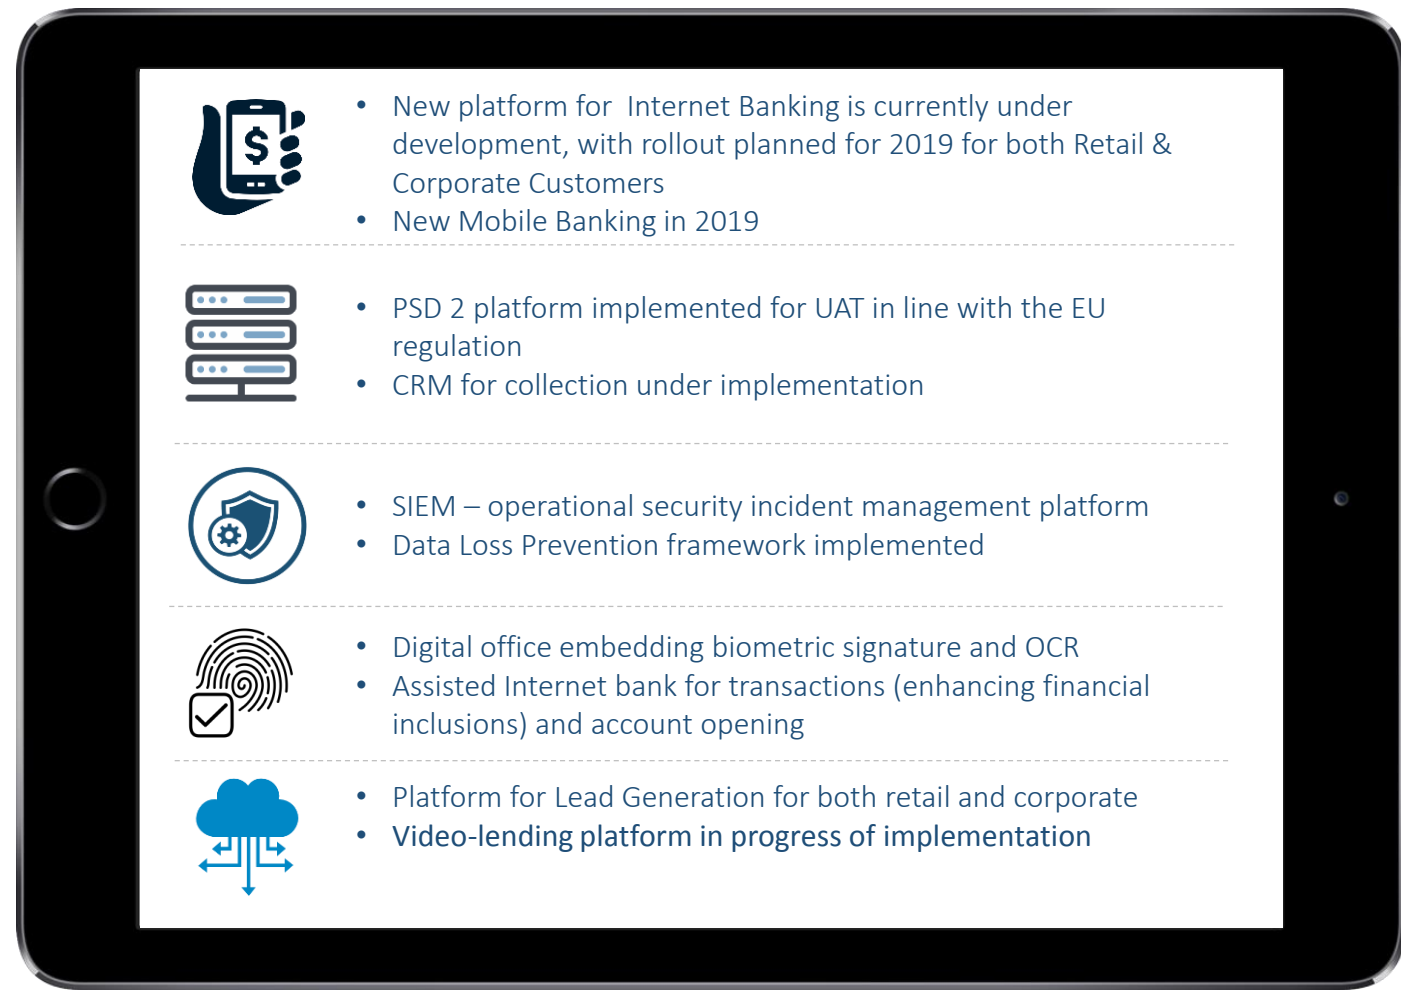 • New platform for  Internet Banking is currently under
development, with rollout planned for 2019 for both Retail &
Corporate Customers
• New Mobile Banking in 2019
• PSD 2 platform implemented for UAT in line with the EU
regulation
• CRM for collection under implementation
• SIEM – operational security incident management platform
• Data Loss Prevention framework implemented
• Digital office embedding biometric signature and OCR
• Assisted Internet bank for transactions (enhancing financial
inclusions) and account opening
• Platform for Lead Generation for both retail and corporate
• Video-lending platform in progress of implementation